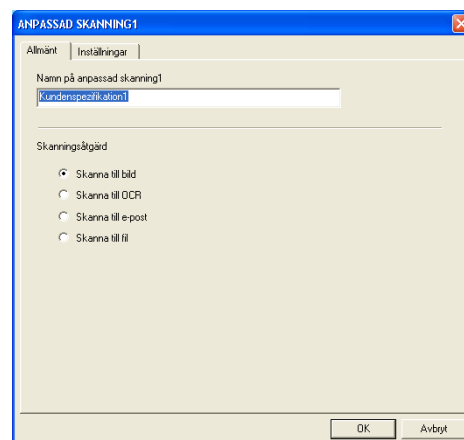 ANPASSAD SKANNING1
Allmänt Inställningar
Namn på anpassad skanning1
Kundenspezifikation1
Skanningsåtgärd
Skanna till bild
Skanna till OCR
Skanna till e-post
Skanna till fil
OK Avbryt